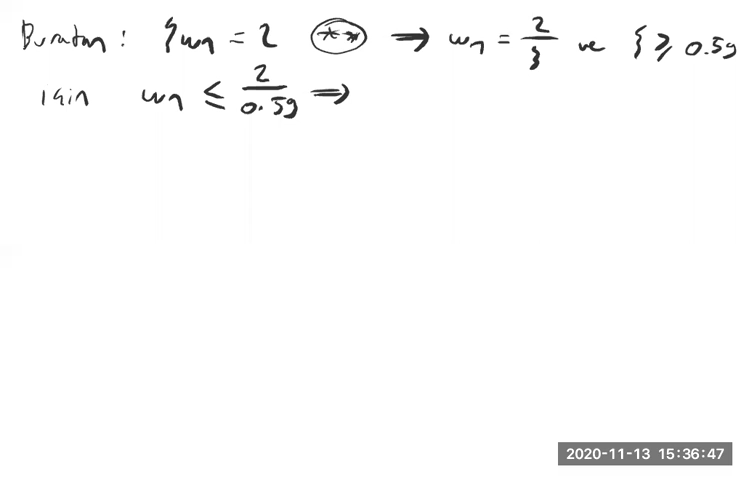 Buradan: ζωn = 2 (**) → ωn = 2/ζ ve ζ ≥ 0.59
için ωn ≤ 2/0.59 ⇒
2020-11-13 15:36:47